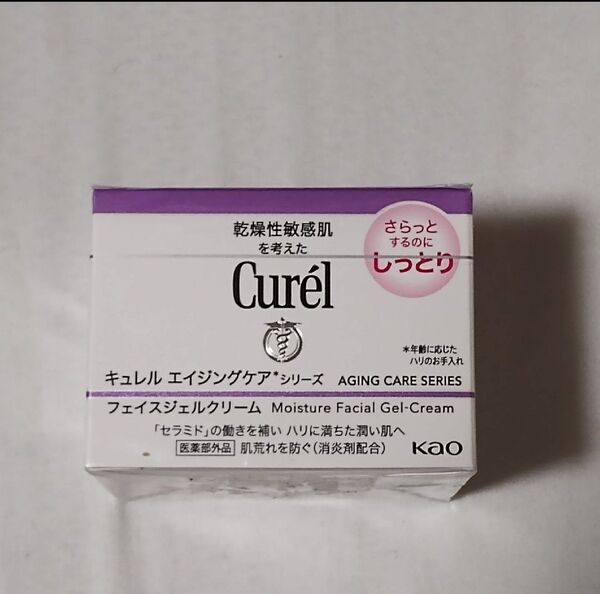 乾燥性敏感肌
を考えた
Curél
さらっと
するのに
しっとり
*年齢に応じた
ハリのお手入れ
キュレル エイジングケア*シリーズ AGING CARE SERIES
フェイスジェルクリーム Moisture Facial Gel-Cream
「セラミド」の働きを補い ハリに満ちた潤い肌へ
医薬部外品 肌荒れを防ぐ(消炎剤配合)
Kao